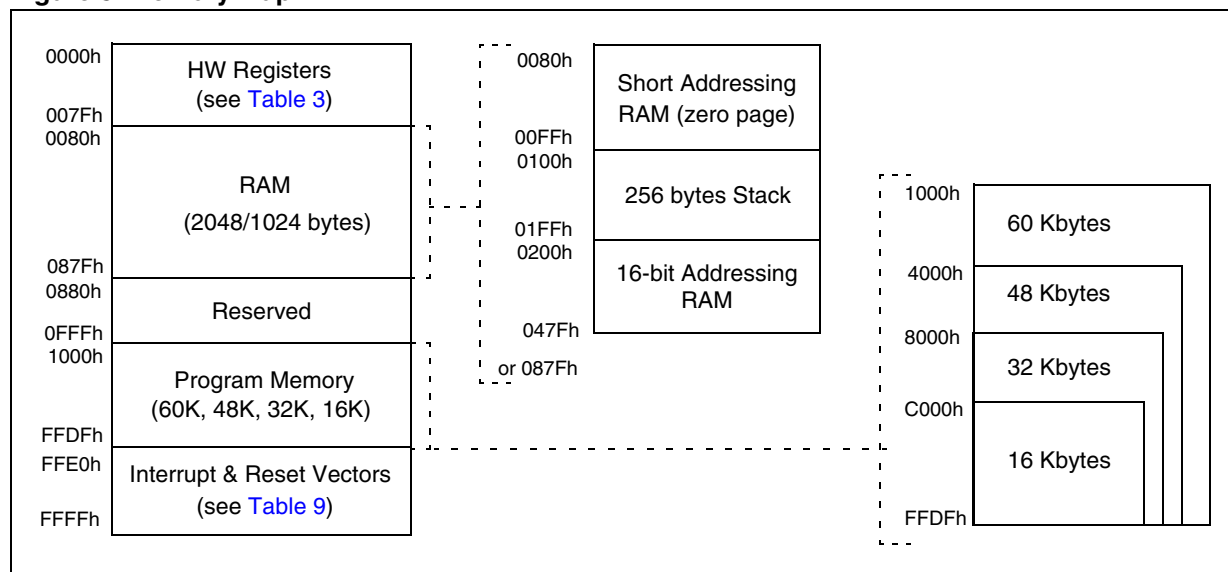 0000h
HW Registers
(see Table 3)
007Fh
0080h
RAM
(2048/1024 bytes)
087Fh
0880h
Reserved
0FFFh
1000h
Program Memory
(60K, 48K, 32K, 16K)
FFDFh
FFE0h
Interrupt & Reset Vectors
(see Table 9)
FFFFh
0080h
Short Addressing
RAM (zero page)
00FFh
0100h
256 bytes Stack
01FFh
0200h
16-bit Addressing
RAM
047Fh
or 087Fh
1000h
60 Kbytes
4000h
48 Kbytes
8000h
32 Kbytes
C000h
16 Kbytes
FFDFh